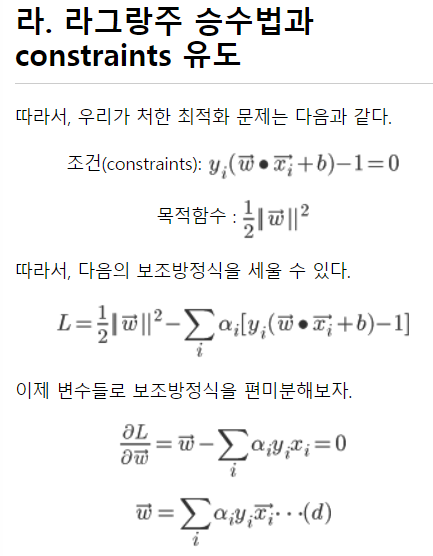 라. 라그랑주 승수법과
constraints 유도
따라서, 우리가 처한 최적화 문제는 다음과 같다.
조건(constraints): $y_i(\vec{w} \bullet \vec{x_i} + b) - 1 = 0$
목적함수 : $\frac{1}{2} \| \vec{w} \|^2$
따라서, 다음의 보조방정식을 세울 수 있다.
$L = \frac{1}{2} \| \vec{w} \|^2 - \sum_i \alpha_i [y_i(\vec{w} \bullet \vec{x_i} + b) - 1]$
이제 변수들로 보조방정식을 편미분해보자.
$\frac{\partial L}{\partial \vec{w}} = \vec{w} - \sum_i \alpha_i y_i x_i = 0$
$\vec{w} = \sum_i \alpha_i y_i \vec{x_i} \cdots (d)$